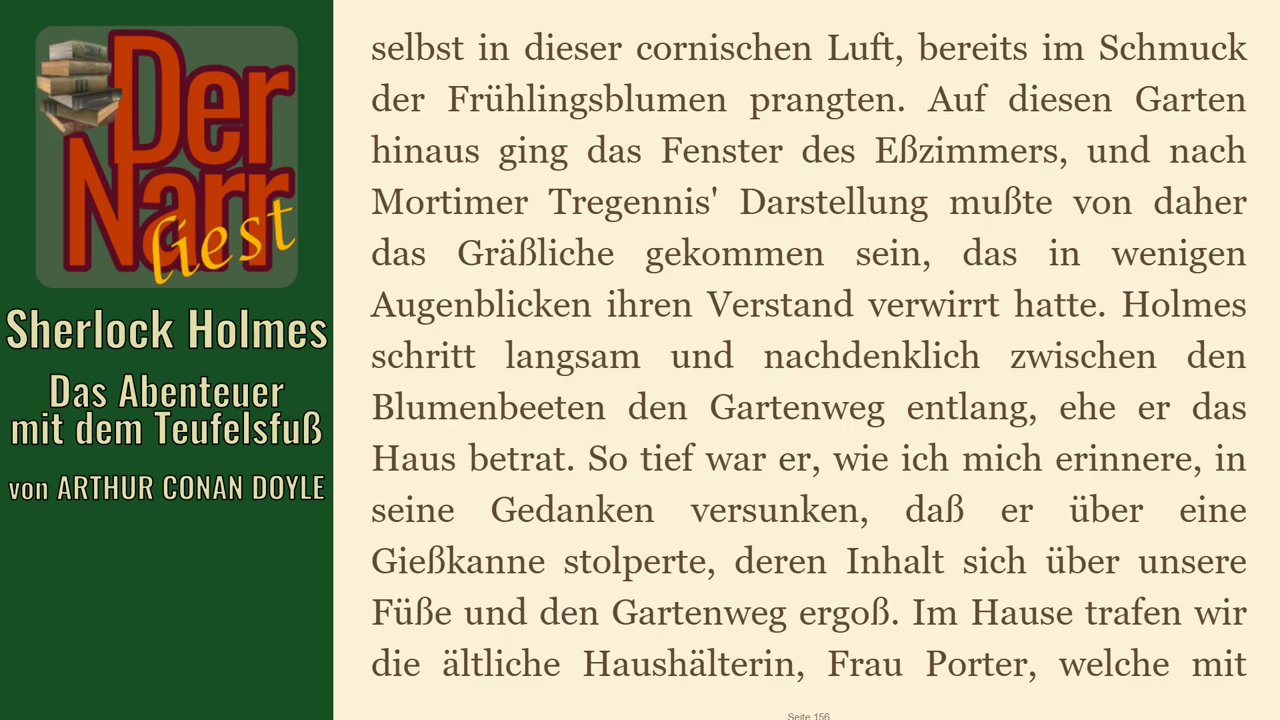 Der
Narr
liest
Sherlock Holmes
Das Abenteuer
mit dem Teufelsfuß
von ARTHUR CONAN DOYLE
selbst in dieser cornischen Luft, bereits im Schmuck
der Frühlingsblumen prangten. Auf diesen Garten
hinaus ging das Fenster des Eßzimmers, und nach
Mortimer Tregennis' Darstellung mußte von daher
das Gräßliche gekommen sein, das in wenigen
Augenblicken ihren Verstand verwirrt hatte. Holmes
schritt langsam und nachdenklich zwischen den
Blumenbeeten den Gartenweg entlang, ehe er das
Haus betrat. So tief war er, wie ich mich erinnere, in
seine Gedanken versunken, daß er über eine
Gießkanne stolperte, deren Inhalt sich über unsere
Füße und den Gartenweg ergoß. Im Hause trafen wir
die ältliche Haushälterin, Frau Porter, welche mit
Seite 156